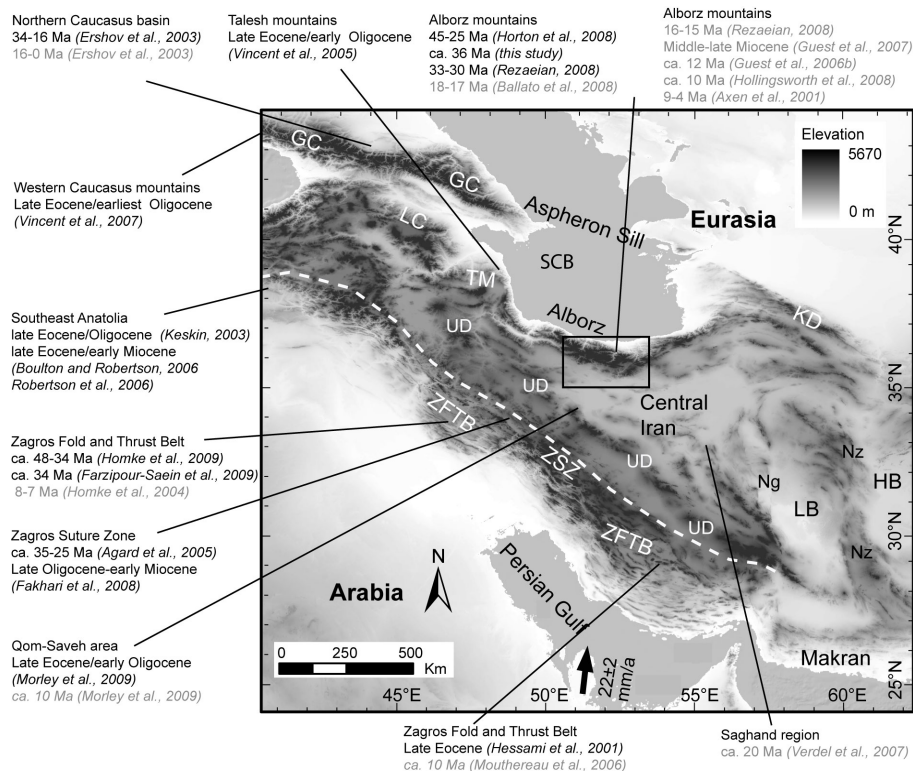 Northern Caucasus basin
34-16 Ma (Ershov et al., 2003)
16-0 Ma (Ershov et al., 2003)
Talesh mountains
Late Eocene/early Oligocene
(Vincent et al., 2005)
Alborz mountains
45-25 Ma (Horton et al., 2008)
ca. 36 Ma (this study)
33-30 Ma (Rezaeian, 2008)
18-17 Ma (Ballato et al., 2008)
Alborz mountains
16-15 Ma (Rezaeian, 2008)
Middle-late Miocene (Guest et al., 2007)
ca. 12 Ma (Guest et al., 2006b)
ca. 10 Ma (Hollingsworth et al., 2008)
9-4 Ma (Axen et al., 2001)
Western Caucasus mountains
Late Eocene/earliest Oligocene
(Vincent et al., 2007)
Southeast Anatolia
late Eocene/Oligocene (Keskin, 2003)
late Eocene/early Miocene
(Boulton and Robertson, 2006
Robertson et al., 2006)
Zagros Fold and Thrust Belt
ca. 48-34 Ma (Homke et al., 2009)
ca. 34 Ma (Farzipour-Saein et al., 2009)
8-7 Ma (Homke et al., 2004)
Zagros Suture Zone
ca. 35-25 Ma (Agard et al., 2005)
Late Oligocene-early Miocene
(Fakhari et al., 2008)
Qom-Saveh area
Late Eocene/early Oligocene
(Morley et al., 2009)
ca. 10 Ma (Morley et al., 2009)
GC
GC
LC
TM
Aspheron Sill
SCB
Eurasia
Elevation
5670
0 m
Alborz
KD
UD
UD
UD
UD
Central
Iran
ZFTB
ZSZ
ZFTB
Nz
Ng
LB
HB
Nz
Arabia
N
Persian Gulf
22±2
mm/a
Makran
0 250 500
Km
40°N
35°N
30°N
25°N
45°E
50°E
55°E
60°E
Zagros Fold and Thrust Belt
Late Eocene (Hessami et al., 2001)
ca. 10 Ma (Mouthereau et al., 2006)
Saghand region
ca. 20 Ma (Verdel et al., 2007)